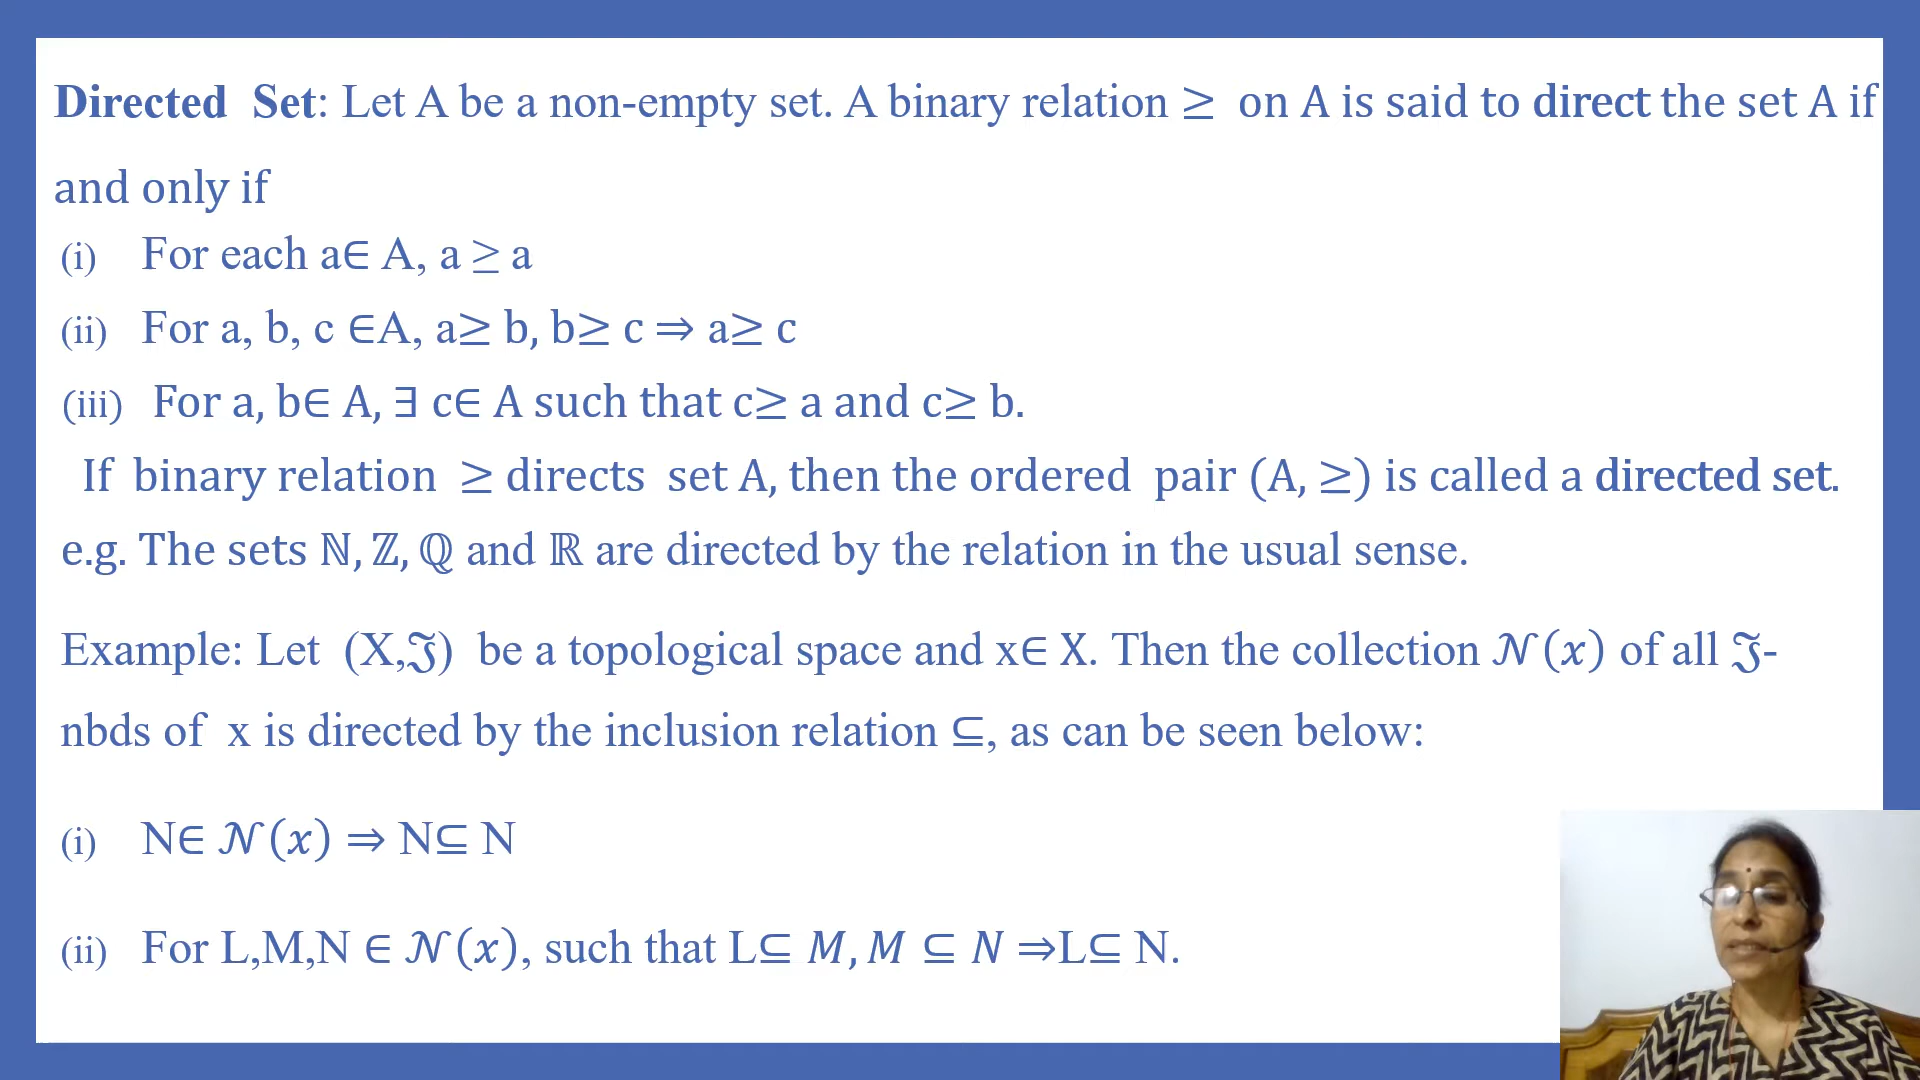 Directed Set: Let A be a non-empty set. A binary relation ≥ on A is said to direct the set A if
and only if
(i) For each a∈ A, a ≥ a
(ii) For a, b, c ∈A, a≥ b, b≥ c ⇒ a≥ c
(iii) For a, b∈ A, ∃ c∈ A such that c≥ a and c≥ b.
If binary relation ≥ directs set A, then the ordered pair (A, ≥) is called a directed set.
e.g. The sets ℕ, ℤ, ℚ and ℝ are directed by the relation in the usual sense.
Example: Let (X,ℑ) be a topological space and x∈ X. Then the collection 𝒩(𝑥) of all ℑ-
nbds of x is directed by the inclusion relation ⊆, as can be seen below:
(i) N∈ 𝒩(𝑥) ⇒ N⊆ N
(ii) For L,M,N ∈ 𝒩(𝑥), such that L⊆ 𝑀, 𝑀 ⊆ 𝑁 ⇒L⊆ N.